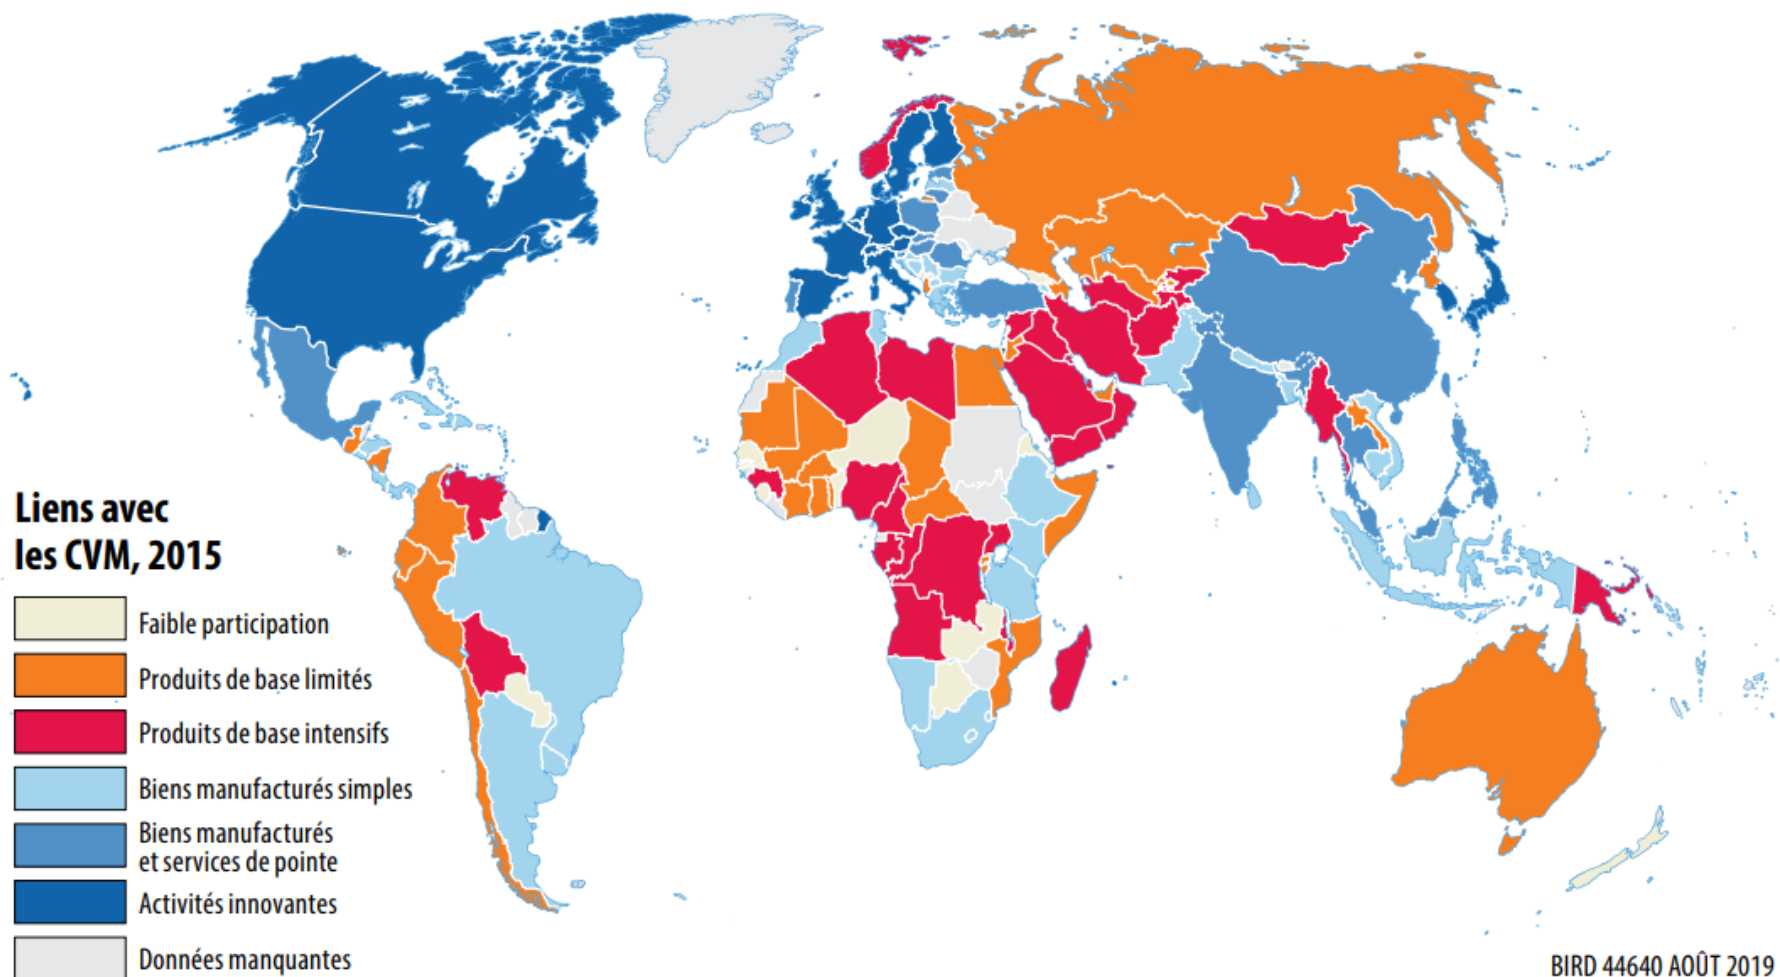 Liens avec
les CVM, 2015
Faible participation
Produits de base limités
Produits de base intensifs
Biens manufacturés simples
Biens manufacturés
et services de pointe
Activités innovantes
Données manquantes
BIRD 44640 AOÛT 2019